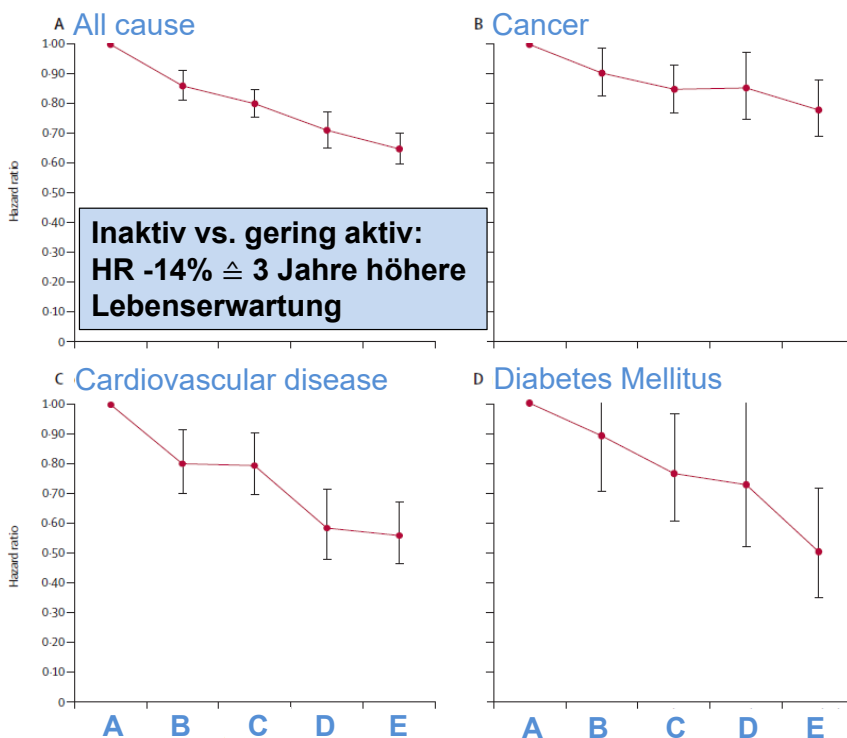 A All cause
1·00
0·90
0·80
0·70
0·60
0·50
0·40
0·30
0·20
0·10
0
Hazard ratio
Inaktiv vs. gering aktiv:
HR -14% ≙ 3 Jahre höhere
Lebenserwartung
B Cancer
C Cardiovascular disease
1·00
0·90
0·80
0·70
0·60
0·50
0·40
0·30
0·20
0·10
0
Hazard ratio
A B C D E
D Diabetes Mellitus
A B C D E